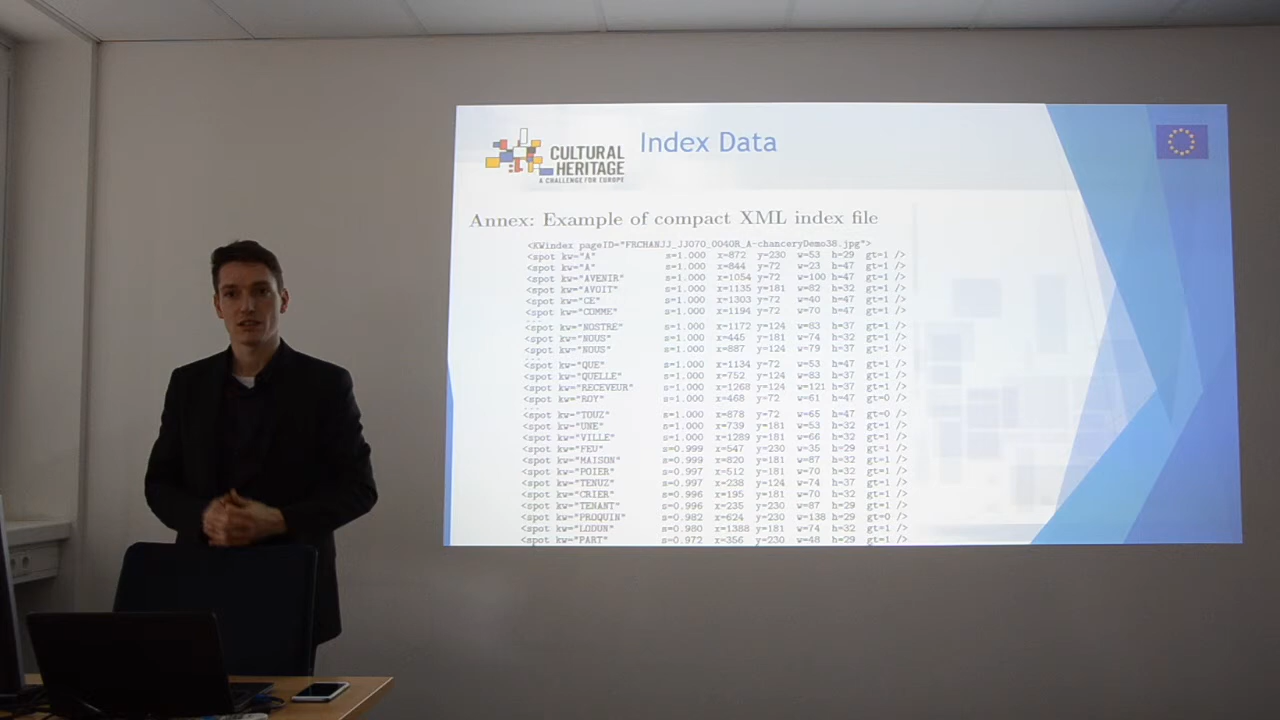 CULTURAL
HERITAGE
A CHALLENGE FOR EUROPE
Index Data
Annex: Example of compact XML index file
<KWindex pageID="FRCHANJJ_JJ070_0040R_A-chanceryDemo38.jpg">
<spot kw="A" s=1.000 x=872 y=230 w=53 h=29 gt=1 />
<spot kw="A" s=1.000 x=844 y=72 w=23 h=47 gt=1 />
<spot kw="AVENIR" s=1.000 x=1054 y=72 w=100 h=47 gt=1 />
<spot kw="AVOIT" s=1.000 x=1135 y=181 w=82 h=32 gt=1 />
<spot kw="CE" s=1.000 x=1303 y=72 w=40 h=47 gt=1 />
<spot kw="COMME" s=1.000 x=1194 y=72 w=70 h=47 gt=1 />
...
<spot kw="NOSTRE" s=1.000 x=1172 y=124 w=83 h=37 gt=1 />
<spot kw="NOUS" s=1.000 x=445 y=181 w=74 h=32 gt=1 />
<spot kw="NOUS" s=1.000 x=887 y=124 w=79 h=37 gt=1 />
...
<spot kw="QUE" s=1.000 x=1134 y=72 w=53 h=47 gt=1 />
<spot kw="QUELLE" s=1.000 x=752 y=124 w=83 h=37 gt=1 />
<spot kw="RECEVEUR" s=1.000 x=1268 y=124 w=121 h=37 gt=1 />
<spot kw="ROY" s=1.000 x=468 y=72 w=61 h=47 gt=0 />
...
<spot kw="TOUZ" s=1.000 x=878 y=72 w=65 h=47 gt=0 />
<spot kw="UNE" s=1.000 x=739 y=181 w=53 h=32 gt=1 />
<spot kw="VILLE" s=1.000 x=1289 y=181 w=66 h=32 gt=1 />
<spot kw="FEU" s=0.999 x=547 y=230 w=35 h=29 gt=1 />
<spot kw="MAISON" s=0.999 x=820 y=181 w=87 h=32 gt=1 />
<spot kw="POIER" s=0.997 x=512 y=181 w=70 h=32 gt=1 />
<spot kw="TENUZ" s=0.997 x=238 y=124 w=74 h=37 gt=1 />
<spot kw="CRIER" s=0.996 x=195 y=181 w=70 h=32 gt=1 />
<spot kw="TENANT" s=0.996 x=235 y=230 w=87 h=29 gt=1 />
<spot kw="PROQUIN" s=0.982 x=624 y=230 w=138 h=29 gt=0 />
<spot kw="LODUN" s=0.980 x=1388 y=181 w=74 h=32 gt=1 />
<spot kw="PART" s=0.972 x=356 y=230 w=48 h=29 gt=1 />